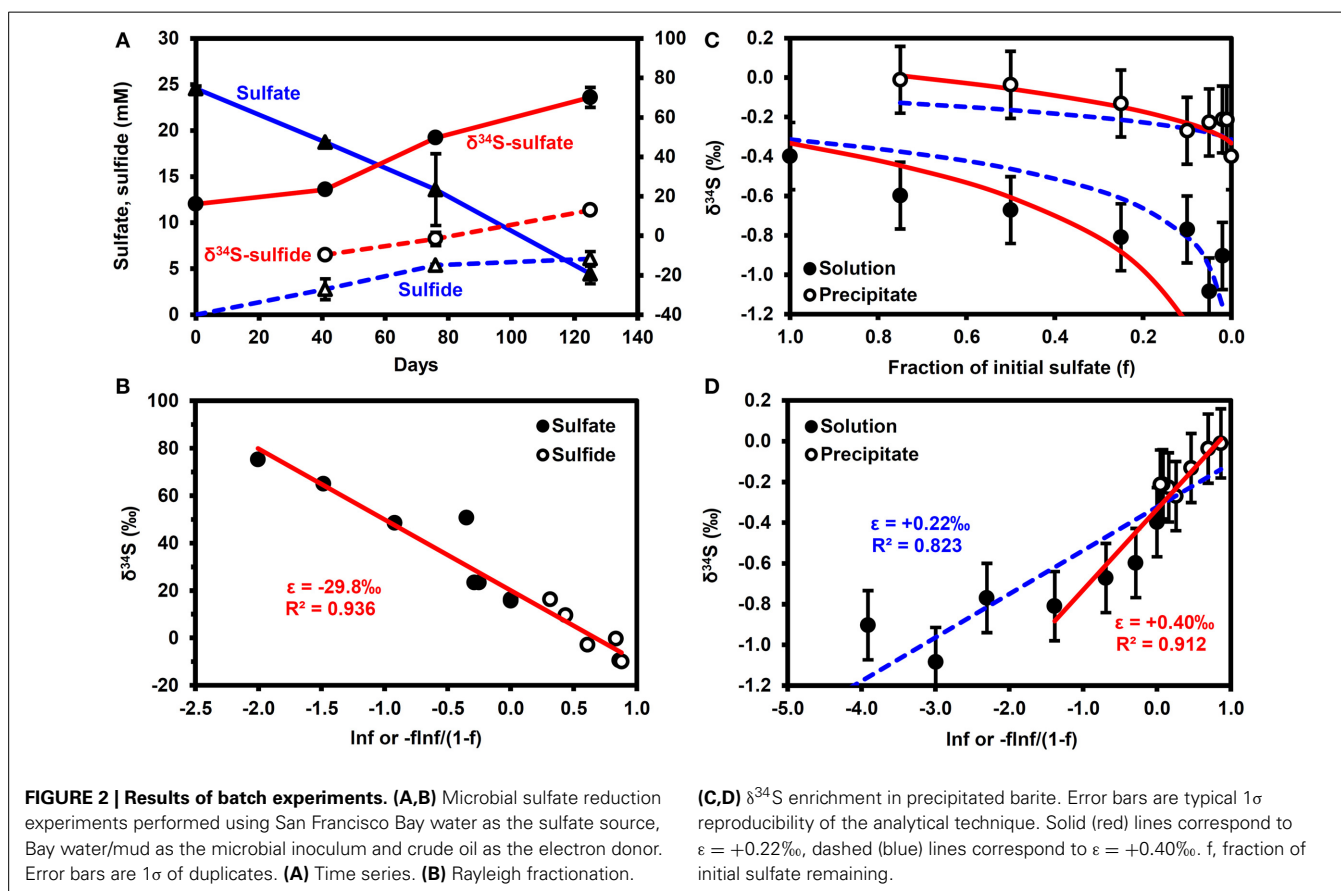 A
30
25
20
15
10
5
0
Sulfate, sulfide (mM)
100
80
60
40
20
0
-20
-40
Sulfate
δ³⁴S-sulfate
δ³⁴S-sulfide
Sulfide
0 20 40 60 80 100 120 140
Days
B
100
80
60
40
20
0
-20
δ³⁴S (‰)
Sulfate
Sulfide
ε = -29.8‰
R² = 0.936
-2.5 -2.0 -1.5 -1.0 -0.5 0.0 0.5 1.0
lnf or -flnf/(1-f)
C
0.2
0.0
-0.2
-0.4
-0.6
-0.8
-1.0
-1.2
δ³⁴S (‰)
Solution
Precipitate
1.0 0.8 0.6 0.4 0.2 0.0
Fraction of initial sulfate (f)
D
0.2
0.0
-0.2
-0.4
-0.6
-0.8
-1.0
-1.2
δ³⁴S (‰)
Solution
Precipitate
ε = +0.22‰
R² = 0.823
ε = +0.40‰
R² = 0.912
-5.0 -4.0 -3.0 -2.0 -1.0 0.0 1.0
lnf or -flnf/(1-f)
FIGURE 2 | Results of batch experiments. (A,B) Microbial sulfate reduction
experiments performed using San Francisco Bay water as the sulfate source,
Bay water/mud as the microbial inoculum and crude oil as the electron donor.
Error bars are 1σ of duplicates. (A) Time series. (B) Rayleigh fractionation.
(C,D) δ³⁴S enrichment in precipitated barite. Error bars are typical 1σ
reproducibility of the analytical technique. Solid (red) lines correspond to
ε = +0.22‰, dashed (blue) lines correspond to ε = +0.40‰. f, fraction of
initial sulfate remaining.